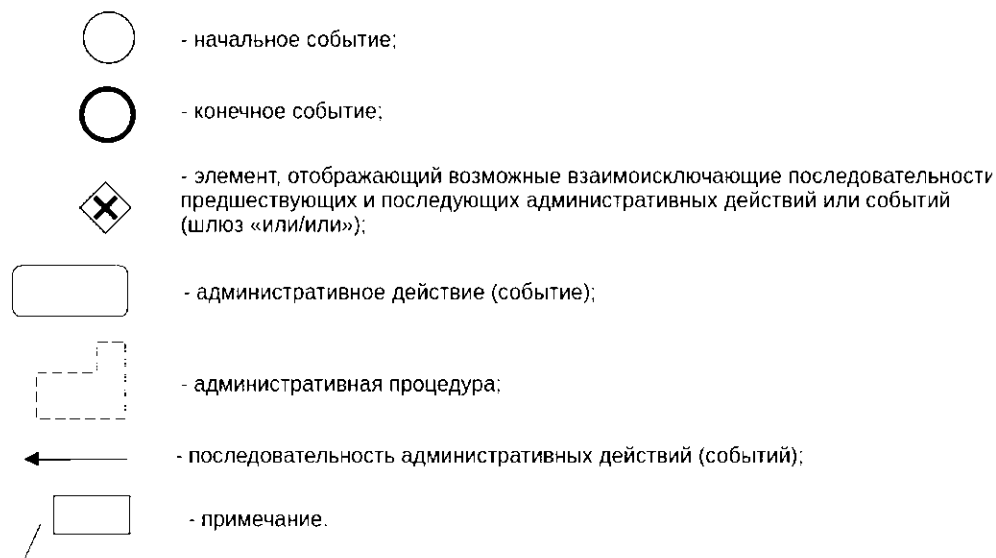 - начальное событие;
- конечное событие;
- элемент, отображающий возможные взаимоисключающие последовательности
предшествующих и последующих административных действий или событий
(шлюз «или/или»);
- административное действие (событие);
- административная процедура;
- последовательность административных действий (событий);
- примечание.